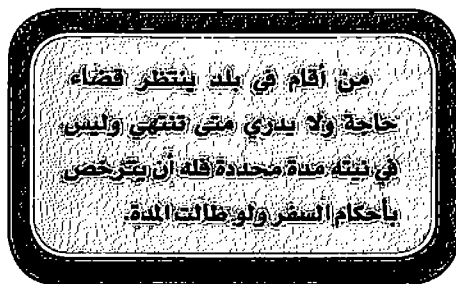 من أقام في بلد ينتظر قضاء
حاجة ولا يدري متى تنتهي وليس
في نيته مدة محددة فله أن يترخص
بأحكام السفر ولو طالت المدة.